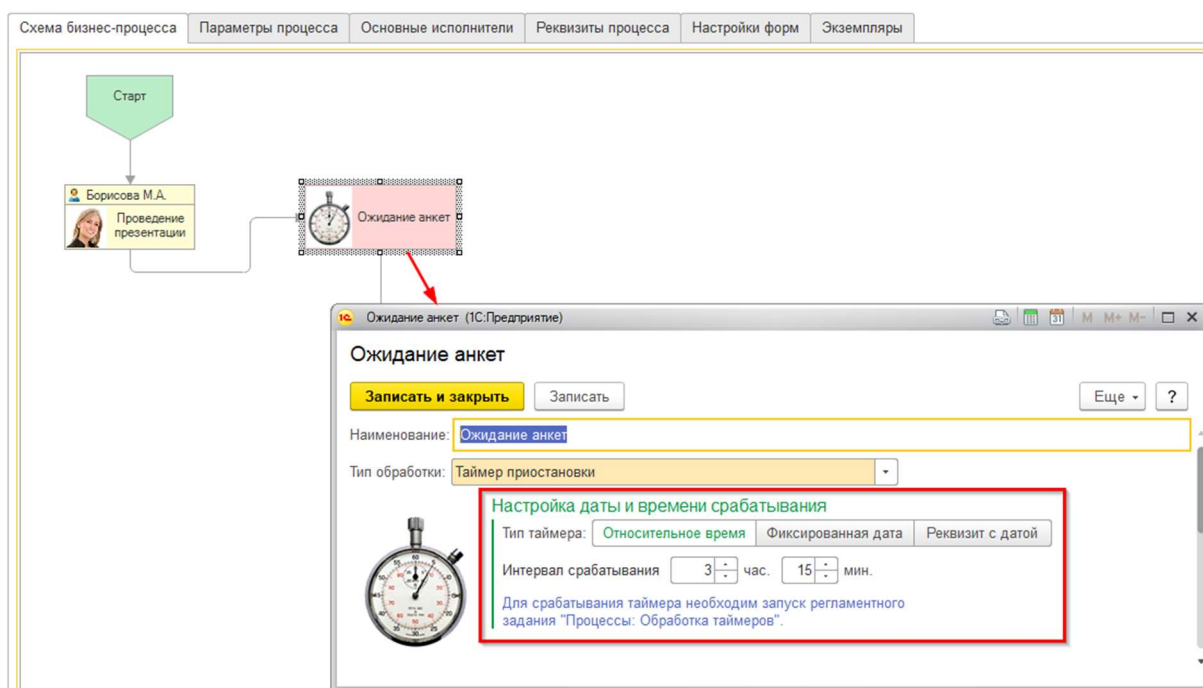 Схема бизнес-процесса Параметры процесса Основные исполнители Реквизиты процесса Настройки форм Экземпляры
Старт
Борисова М.А.
Проведение
презентации
Ожидание анкет
Ожидание анкет (1С:Предприятие)
31 M M+ M-
Ожидание анкет
Записать и закрыть Записать Еще ?
Наименование: Ожидание анкет
Тип обработки: Таймер приостановки
Настройка даты и времени срабатывания
Тип таймера: Относительное время Фиксированная дата Реквизит с датой
Интервал срабатывания 3 час. 15 мин.
Для срабатывания таймера необходим запуск регламентного
задания "Процессы: Обработка таймеров".